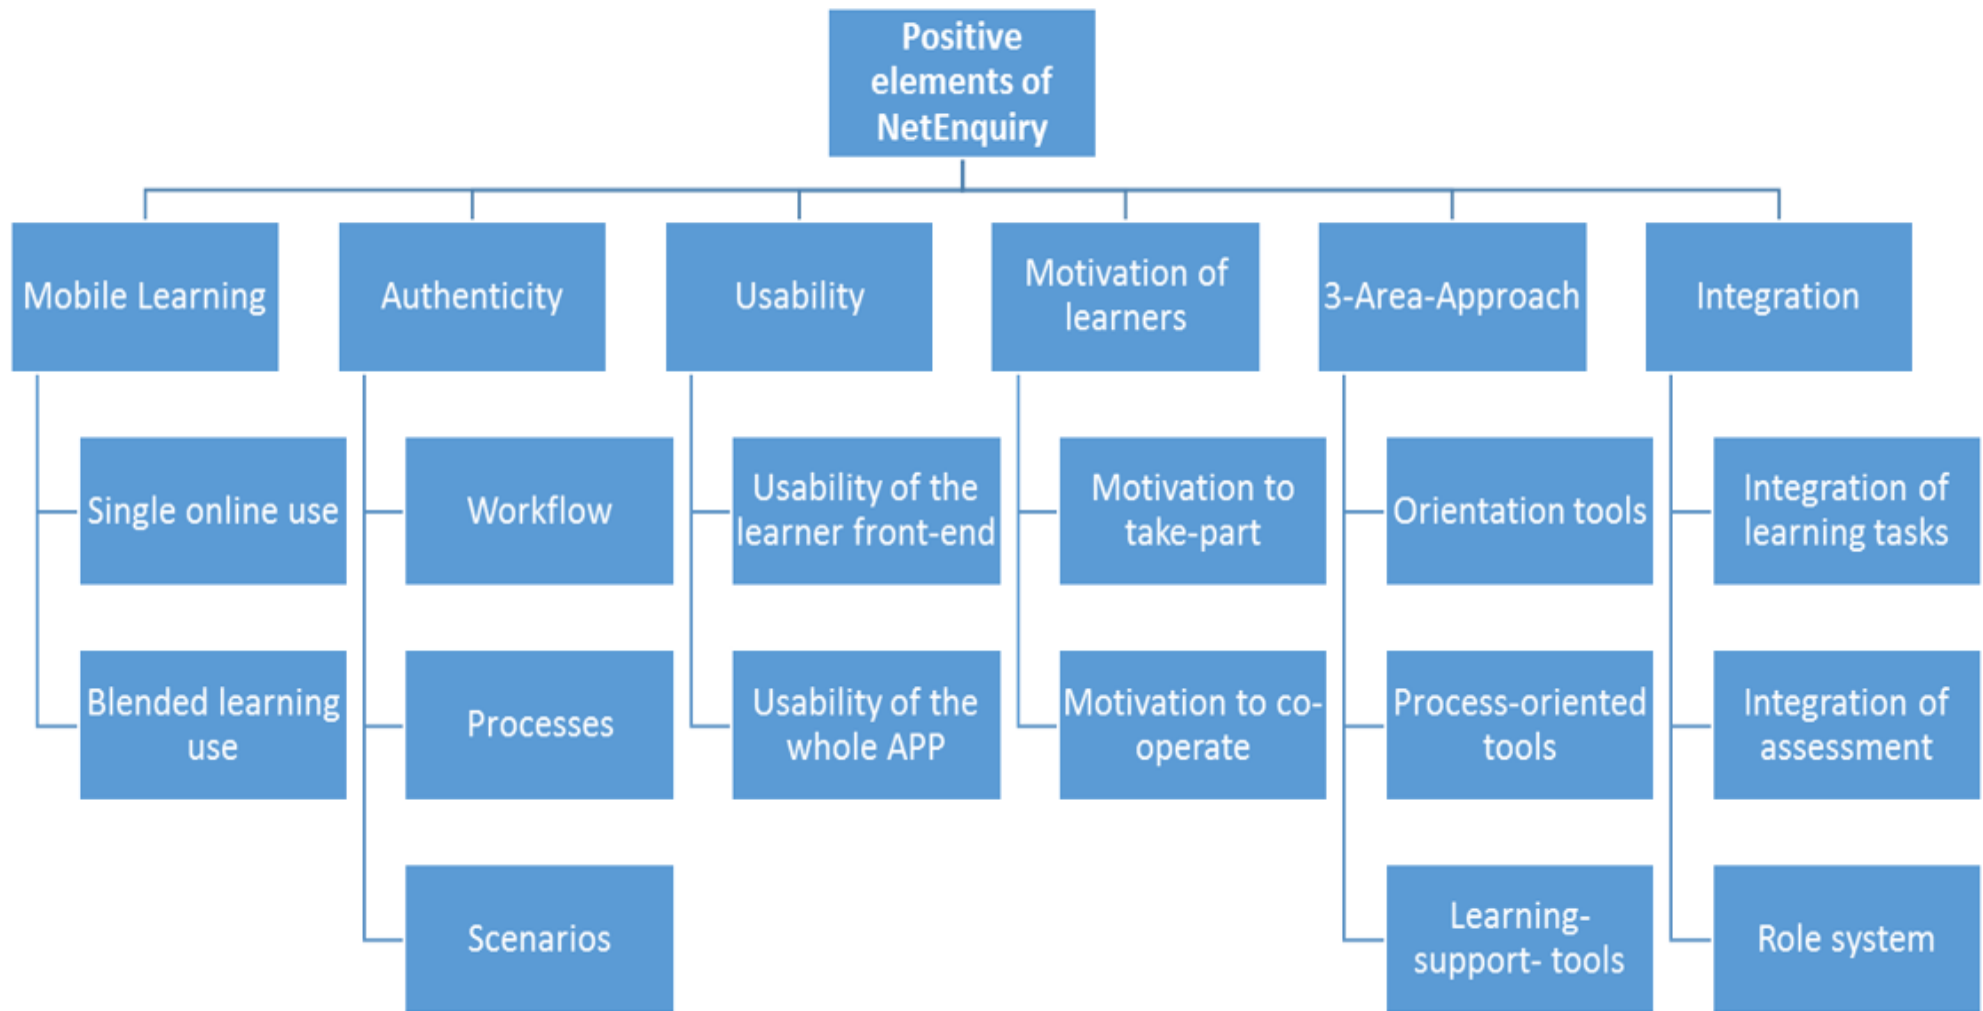 Positive
elements of
NetEnquiry
Mobile Learning
Authenticity
Usability
Motivation of
learners
3-Area-Approach
Integration
Single online use
Workflow
Usability of the
learner front-end
Motivation to
take-part
Orientation tools
Integration of
learning tasks
Blended learning
use
Processes
Usability of the
whole APP
Motivation to co-
operate
Process-oriented
tools
Integration of
assessment
Scenarios
Learning-
support- tools
Role system